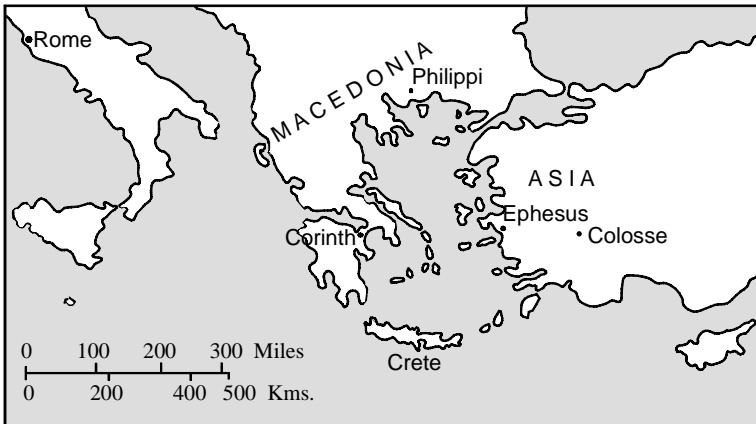 Rome
MACEDONIA
Philippi
ASIA
Ephesus
Corinth
Colosse
Crete
0 100 200 300 Miles
0 200 400 500 Kms.